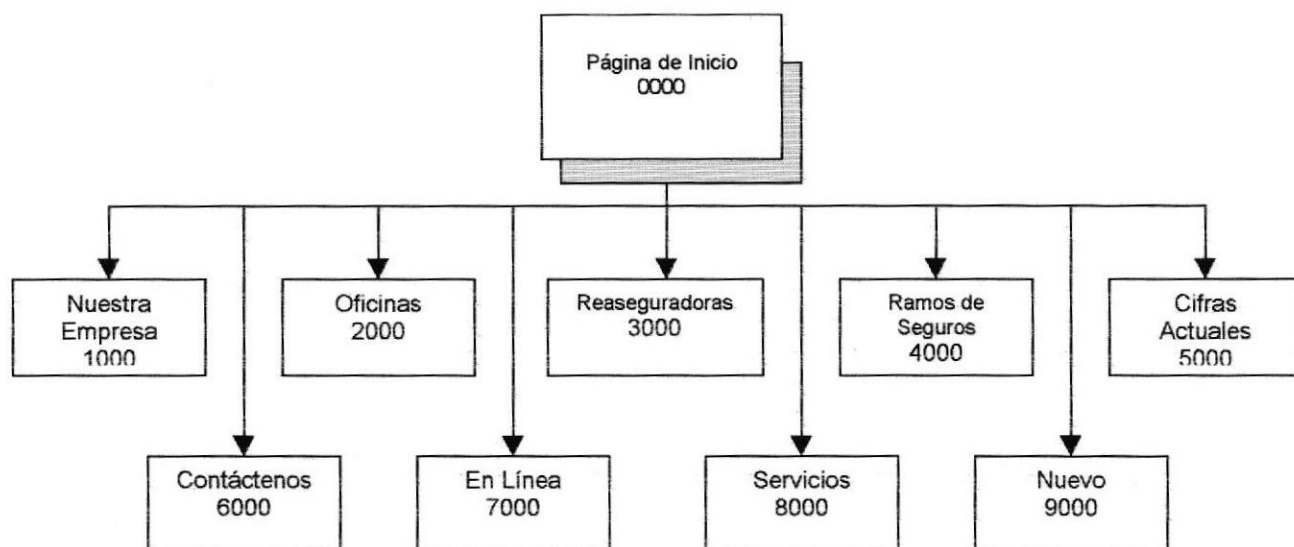 Página de Inicio
0000
Nuestra
Empresa
1000
Oficinas
2000
Reaseguradoras
3000
Ramos de
Seguros
4000
Cifras
Actuales
5000
Contáctenos
6000
En Línea
7000
Servicios
8000
Nuevo
9000